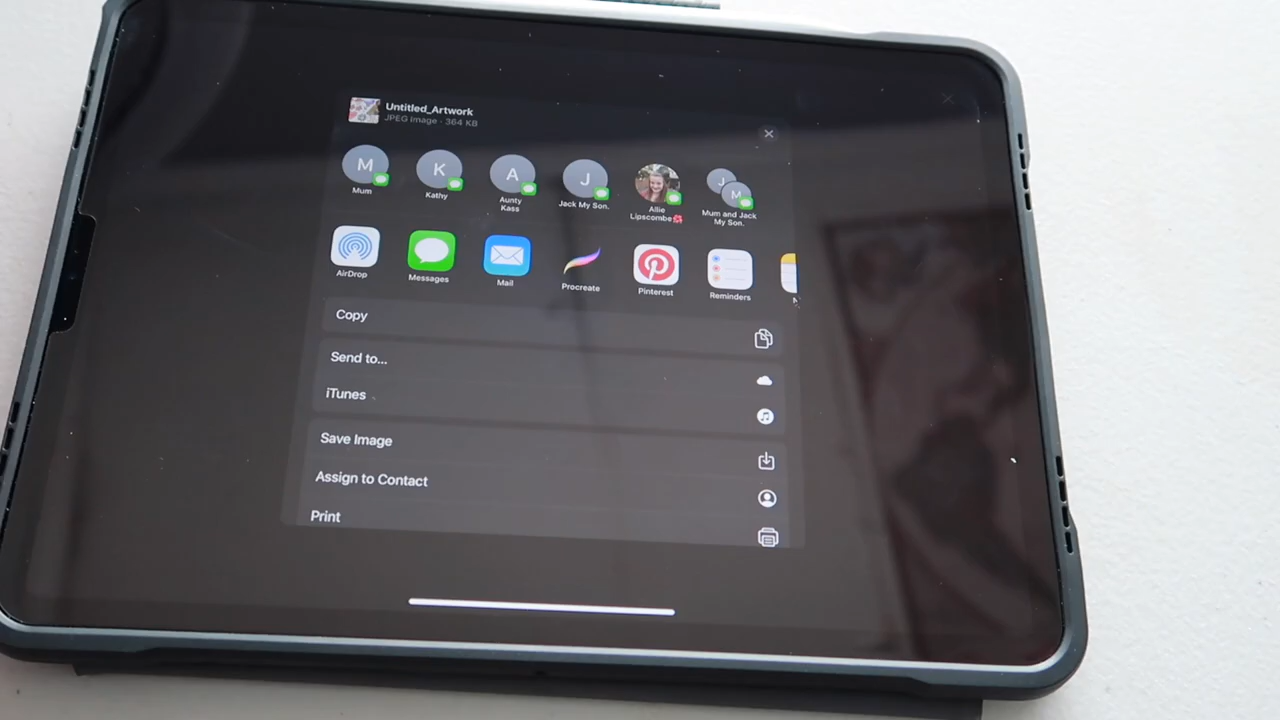 Untitled_Artwork
JPEG Image · 364 KB
M
K
A
J
J
M
Mum
Kathy
Aunty
Kass
Jack My Son.
Allie
Lipscombe
Mum and Jack
My Son.
AirDrop
Messages
Mail
Procreate
Pinterest
Reminders
N
Copy
Send to...
iTunes
Save Image
Assign to Contact
Print